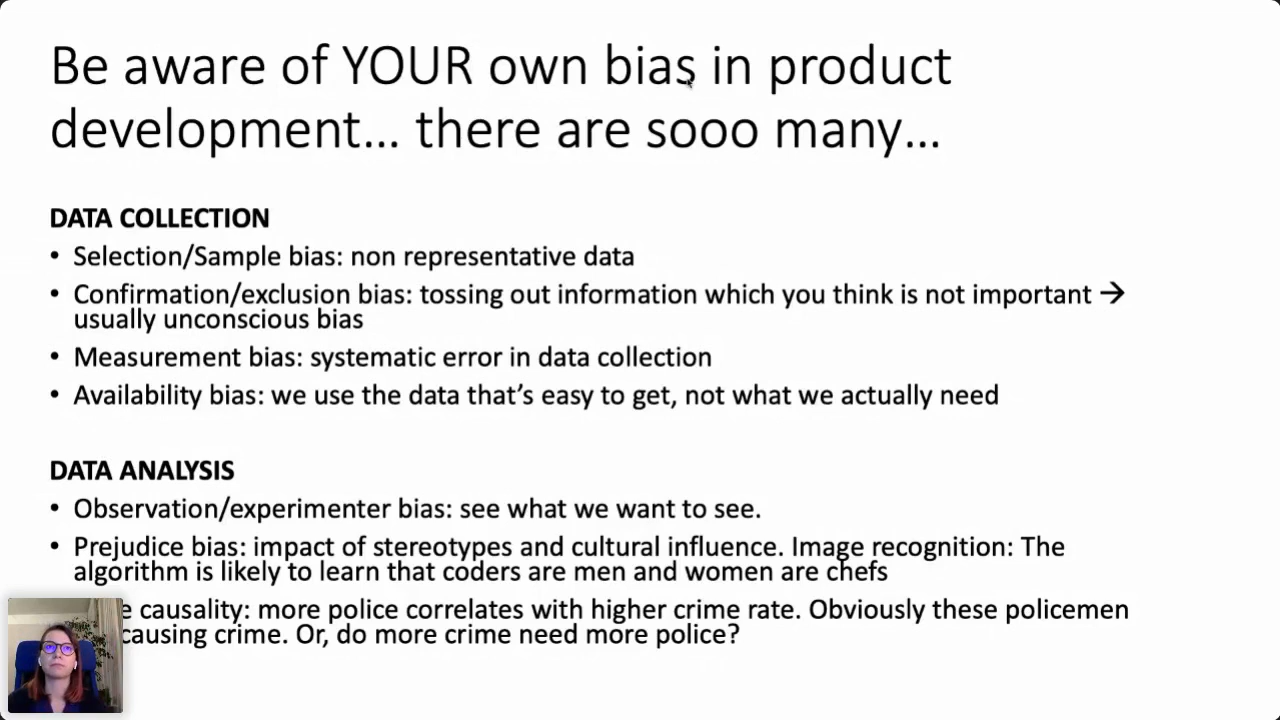 Be aware of YOUR own bias in product
development... there are sooo many...
DATA COLLECTION
• Selection/Sample bias: non representative data
• Confirmation/exclusion bias: tossing out information which you think is not important →
usually unconscious bias
• Measurement bias: systematic error in data collection
• Availability bias: we use the data that's easy to get, not what we actually need
DATA ANALYSIS
• Observation/experimenter bias: see what we want to see.
• Prejudice bias: impact of stereotypes and cultural influence. Image recognition: The
algorithm is likely to learn that coders are men and women are chefs
causality: more police correlates with higher crime rate. Obviously these policemen
causing crime. Or, do more crime need more police?